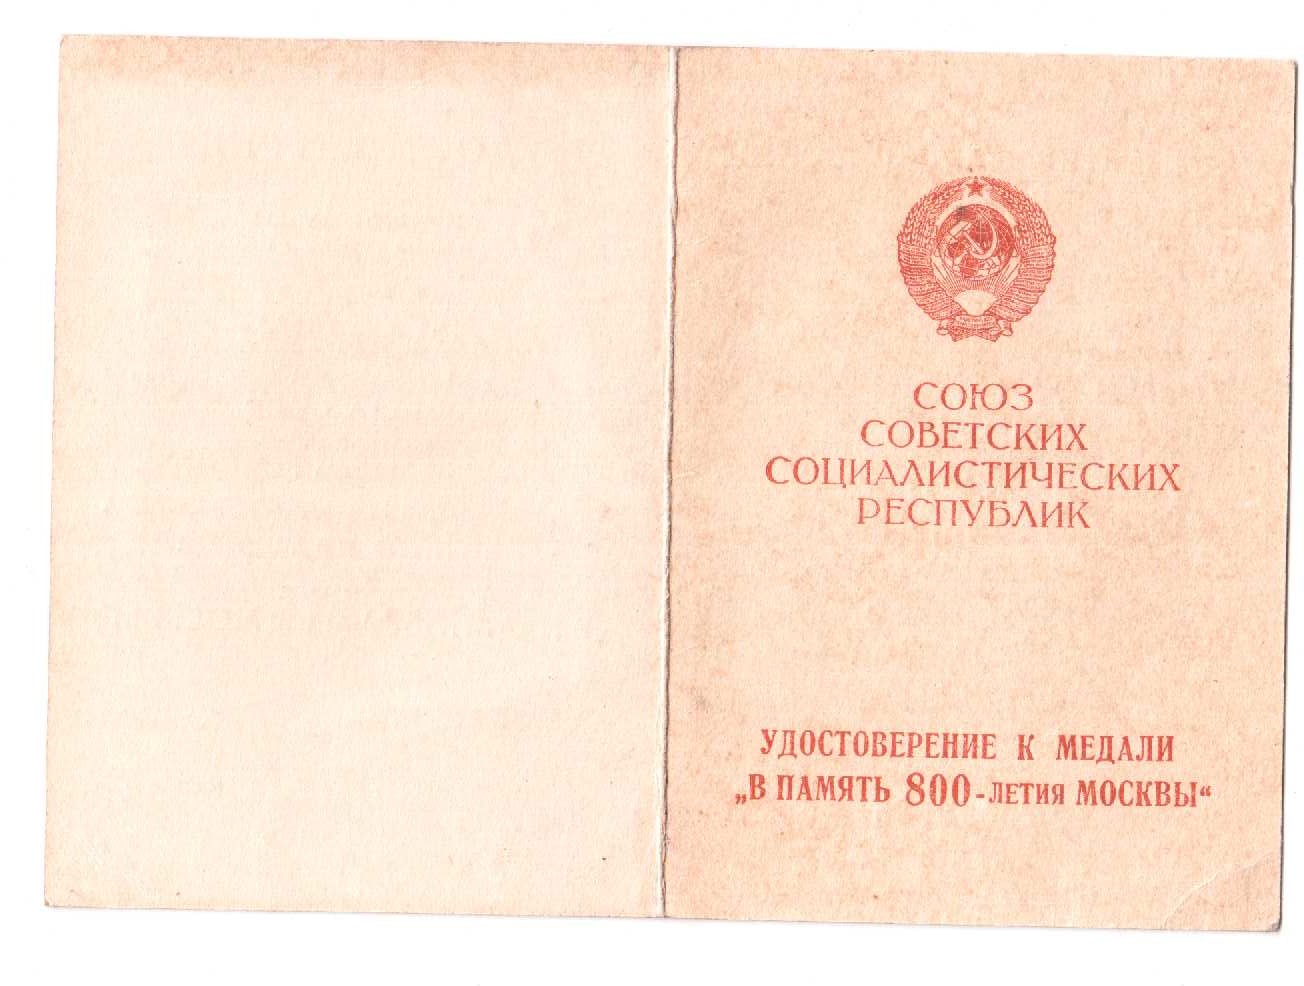 СОЮЗ
СОВЕТСКИХ
СОЦИАЛИСТИЧЕСКИХ
РЕСПУБЛИК
УДОСТОВЕРЕНИЕ К МЕДАЛИ
„В ПАМЯТЬ 800-ЛЕТИЯ МОСКВЫ“